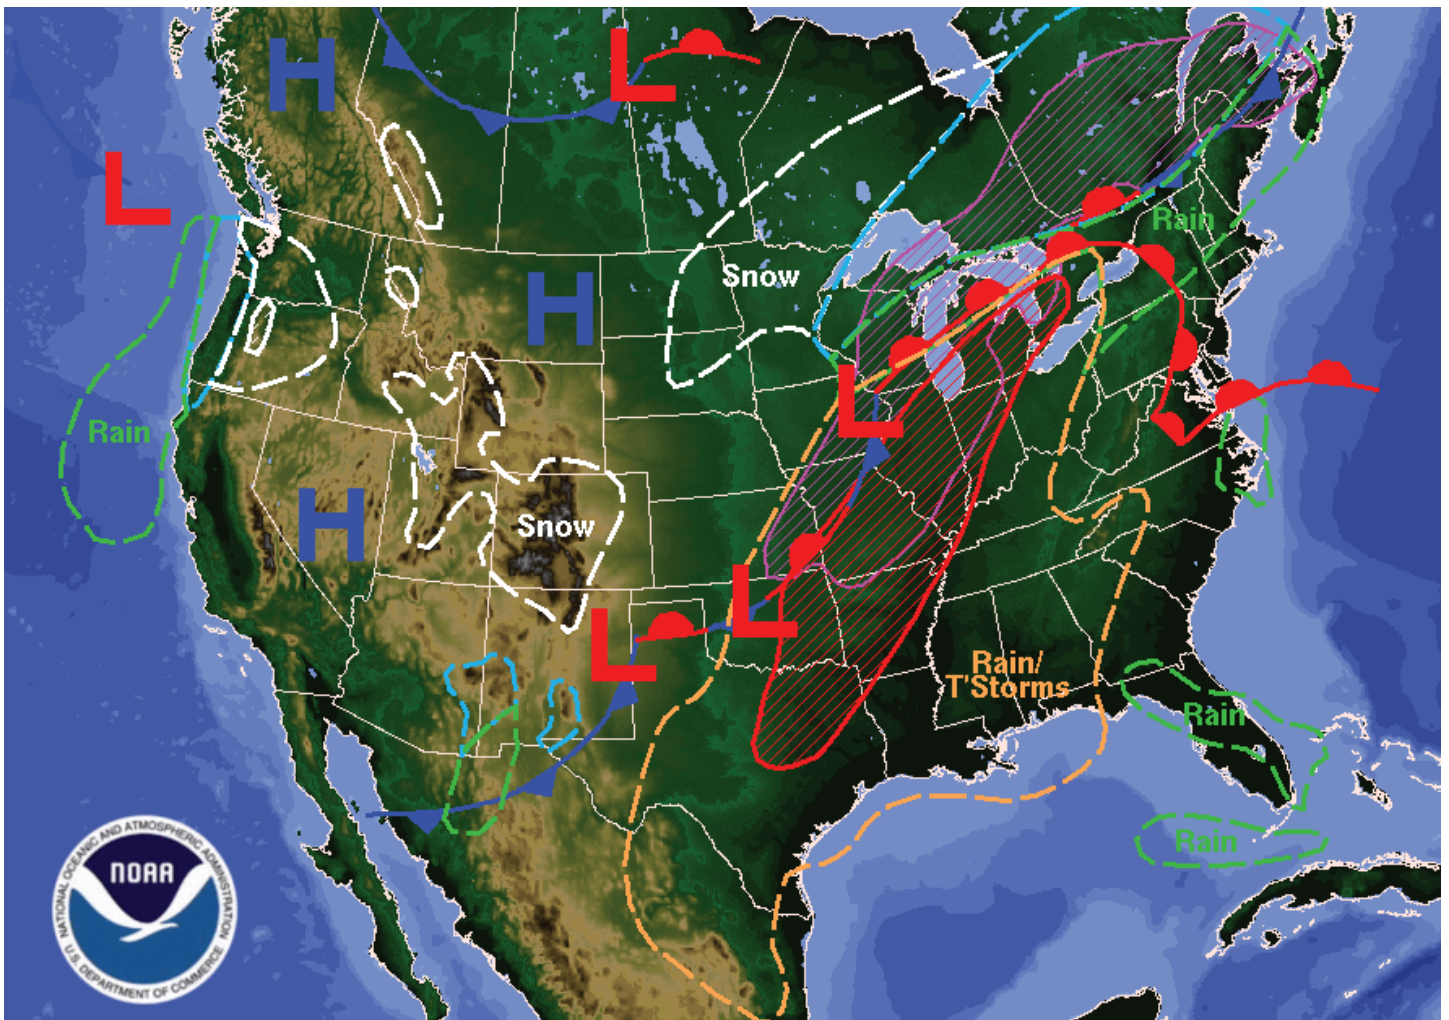 H
L
L
Rain
Snow
H
Rain
L
H
Snow
L
L
Rain/
T'Storms
Rain
Rain
NATIONAL OCEANIC AND ATMOSPHERIC ADMINISTRATION
NOAA
U.S. DEPARTMENT OF COMMERCE